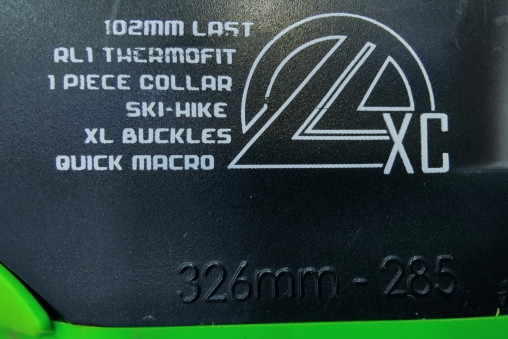 102MM LAST
RL1 THERMOFIT
1 PIECE COLLAR
SKI-HIKE
XL BUCKLES
QUICK MACRO
XC
326mm - 285